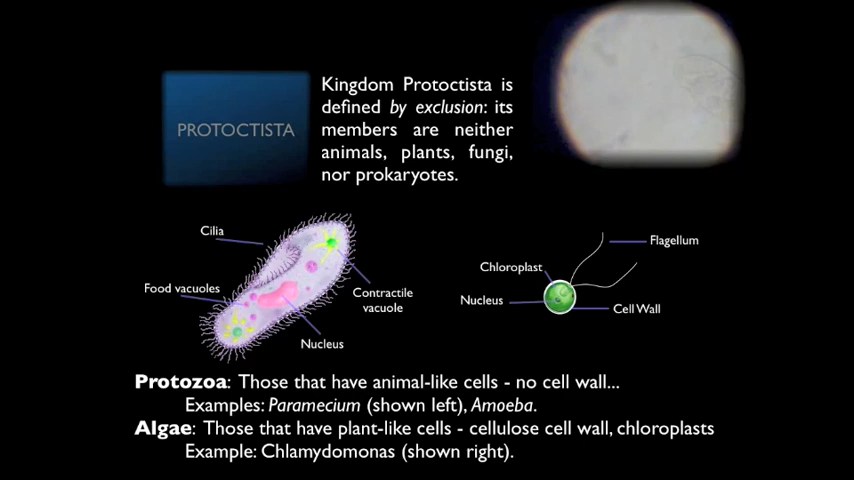 PROTOCTISTA
Kingdom Protoctista is
defined by exclusion: its
members are neither
animals, plants, fungi,
nor prokaryotes.
Cilia
Food vacuoles
Contractile
vacuole
Nucleus
Flagellum
Chloroplast
Nucleus
Cell Wall
Protozoa: Those that have animal-like cells - no cell wall...
Examples: Paramecium (shown left), Amoeba.
Algae: Those that have plant-like cells - cellulose cell wall, chloroplasts
Example: Chlamydomonas (shown right).